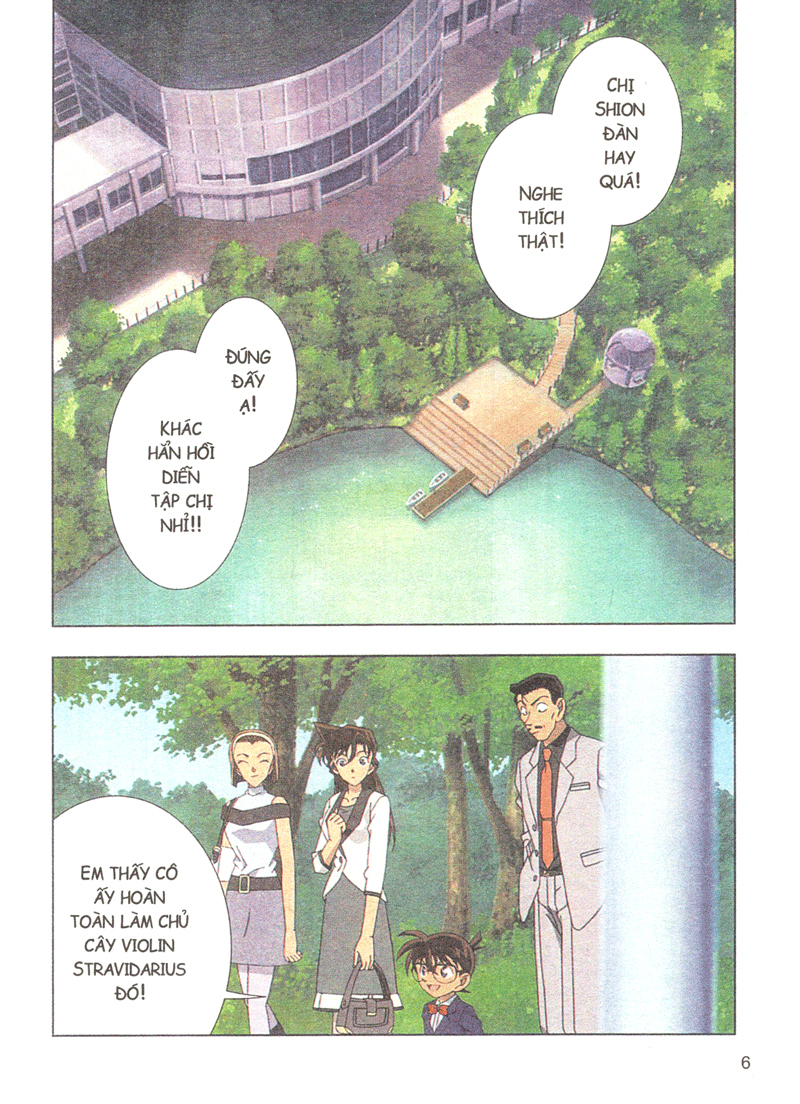 CHỊ
SHION
ĐÀN
HAY
QUÁ!
NGHE
THÍCH
THẬT!
ĐÚNG
ĐẤY
Ạ!
KHÁC
HẲN HỒI
DIẾN
TẬP CHỊ
NHỈ!!
EM THẤY CÔ
ẤY HOÀN
TOÀN LÀM CHỦ
CÂY VIOLIN
STRAVIDARIUS
ĐÓ!
6